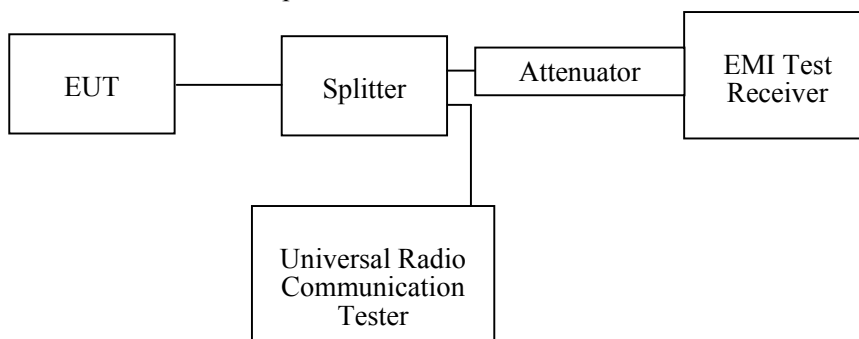 EUT
Splitter
Attenuator
EMI Test
Receiver
Universal Radio
Communication
Tester